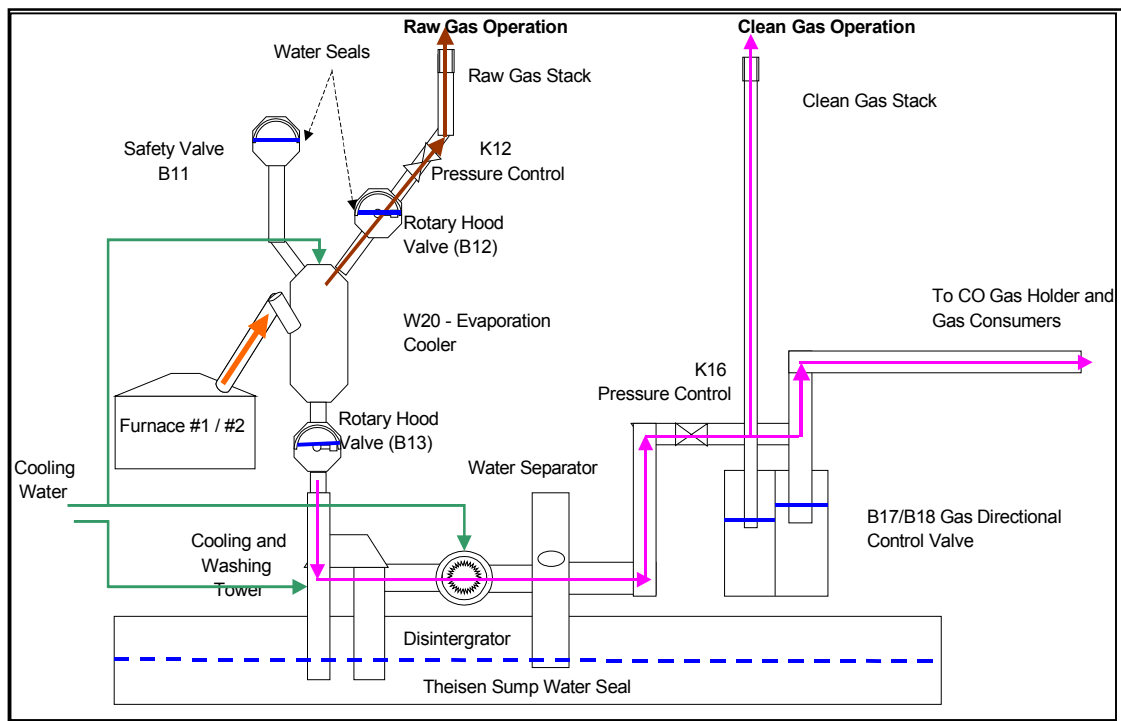 Raw Gas Operation
Clean Gas Operation
Water Seals
Raw Gas Stack
Clean Gas Stack
Safety Valve
B11
K12
Pressure Control
Rotary Hood
Valve (B12)
To CO Gas Holder and
Gas Consumers
W20 - Evaporation
Cooler
K16
Pressure Control
Furnace #1 / #2
Rotary Hood
Valve (B13)
Cooling
Water
Water Separator
B17/B18 Gas Directional
Control Valve
Cooling and
Washing
Tower
Disintergrator
Theisen Sump Water Seal